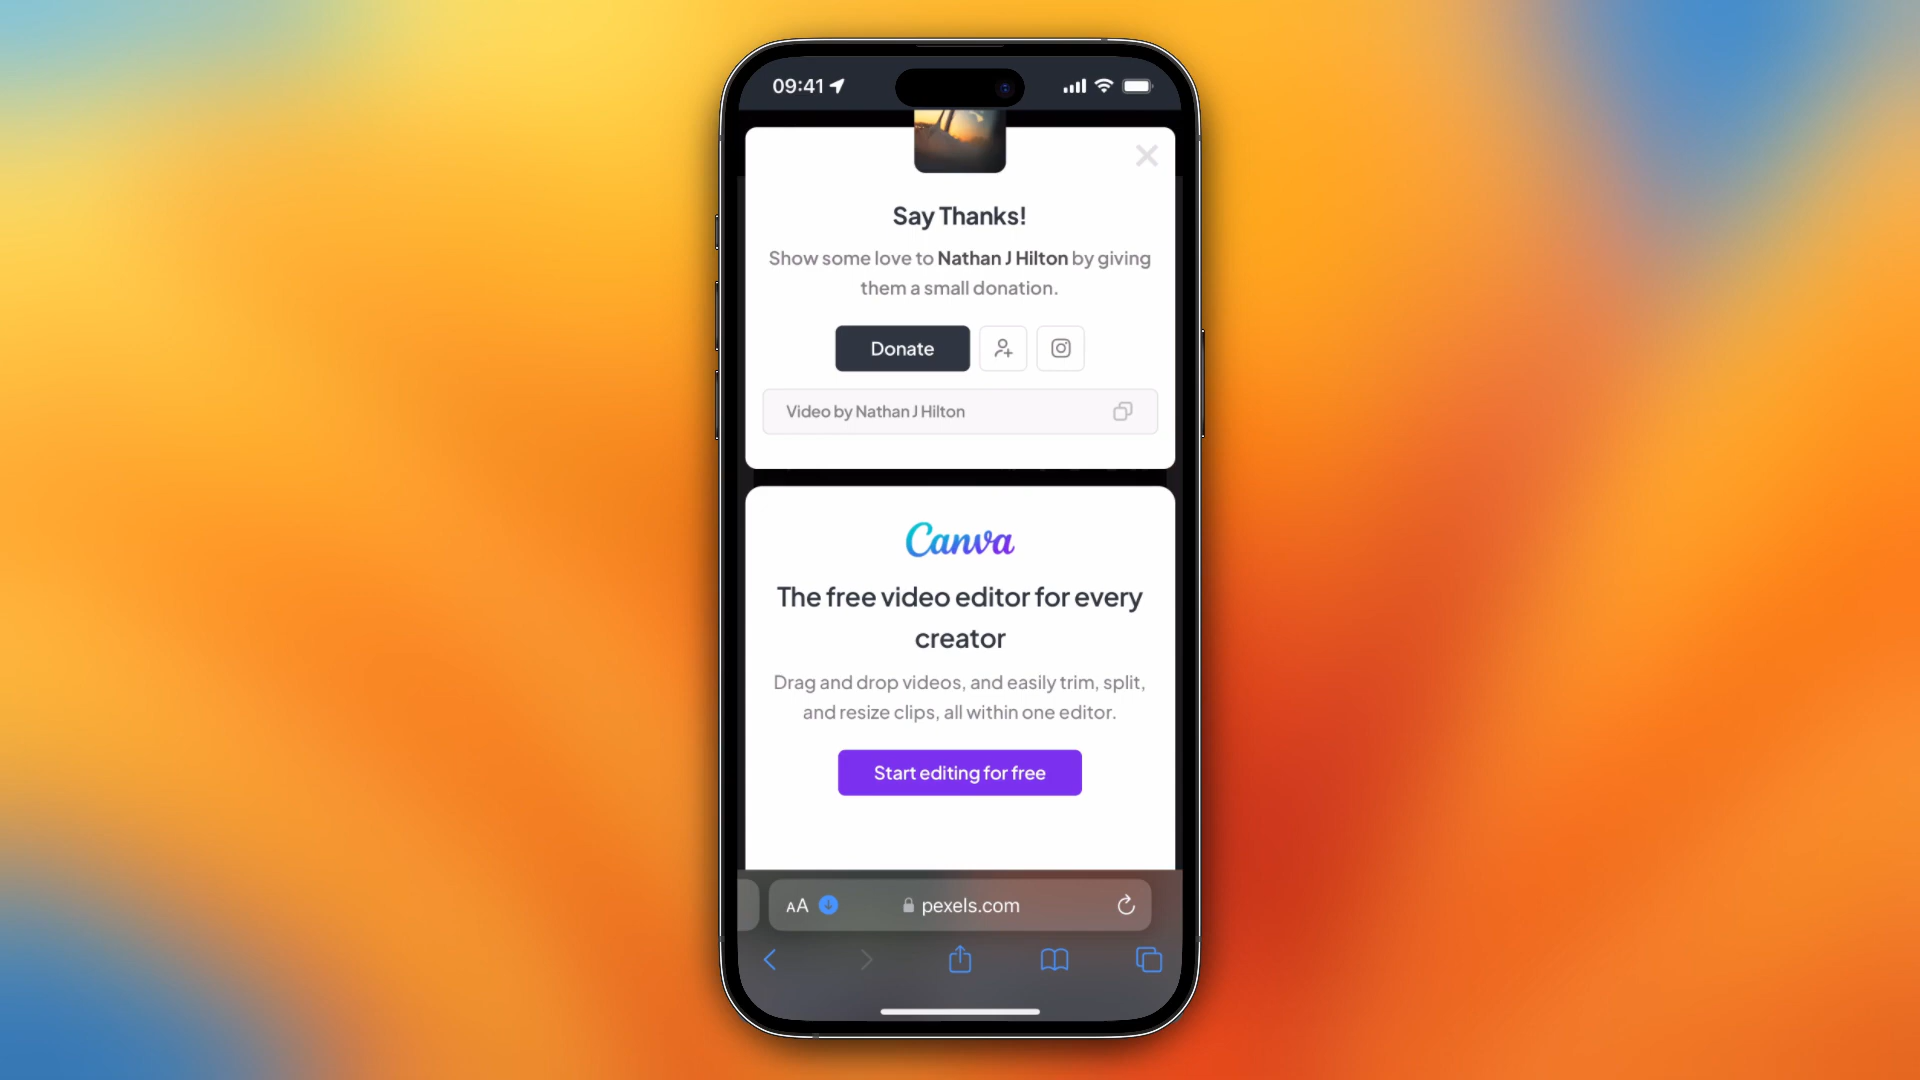 09:41
Say Thanks!
Show some love to Nathan J Hilton by giving
them a small donation.
Donate
Video by Nathan J Hilton
Canva
The free video editor for every
creator
Drag and drop videos, and easily trim, split,
and resize clips, all within one editor.
Start editing for free
AA pexels.com